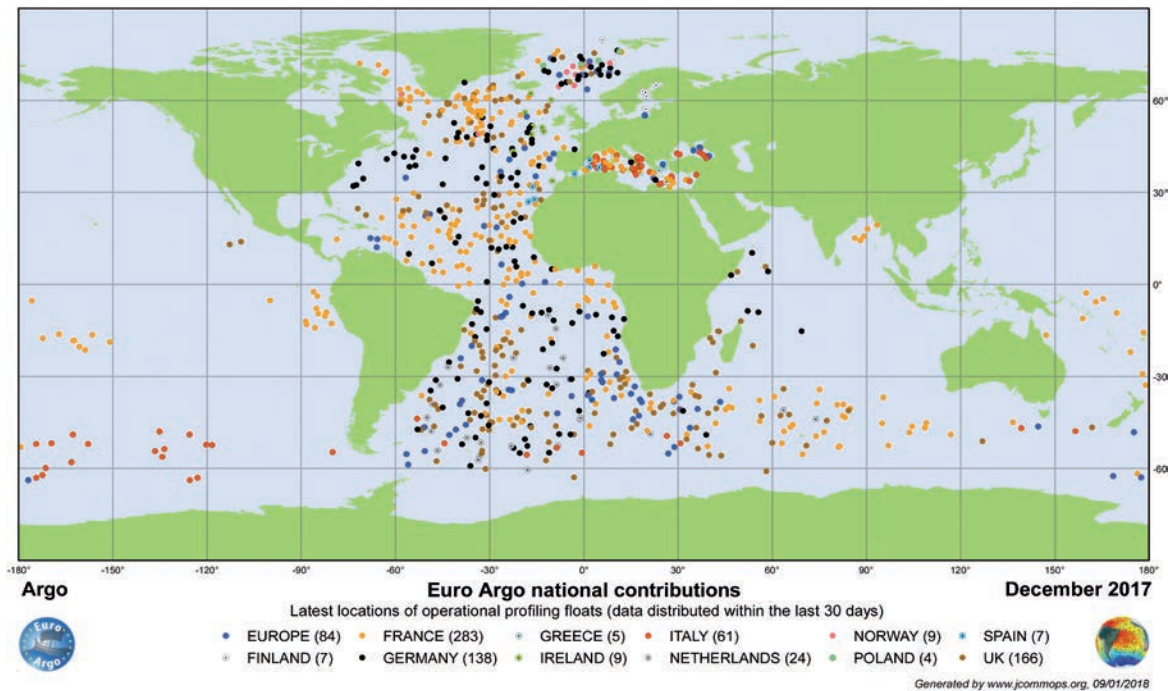 60°
30°
0°
-300
-60°
-180° -150° -120° -90° -60° -30° 0° 30° 60° 90° 120° 150° 180°
Argo Euro Argo national contributions December 2017
Latest locations of operational profiling floats (data distributed within the last 30 days)
EUROPE (84) FRANCE (283) GREECE (5) ITALY (61) NORWAY (9) SPAIN (7)
FINLAND (7) GERMANY (138) IRELAND (9) NETHERLANDS (24) POLAND (4) UK (166)
Euro
Argo
Generated by www.jcommops.org, 09/01/2018